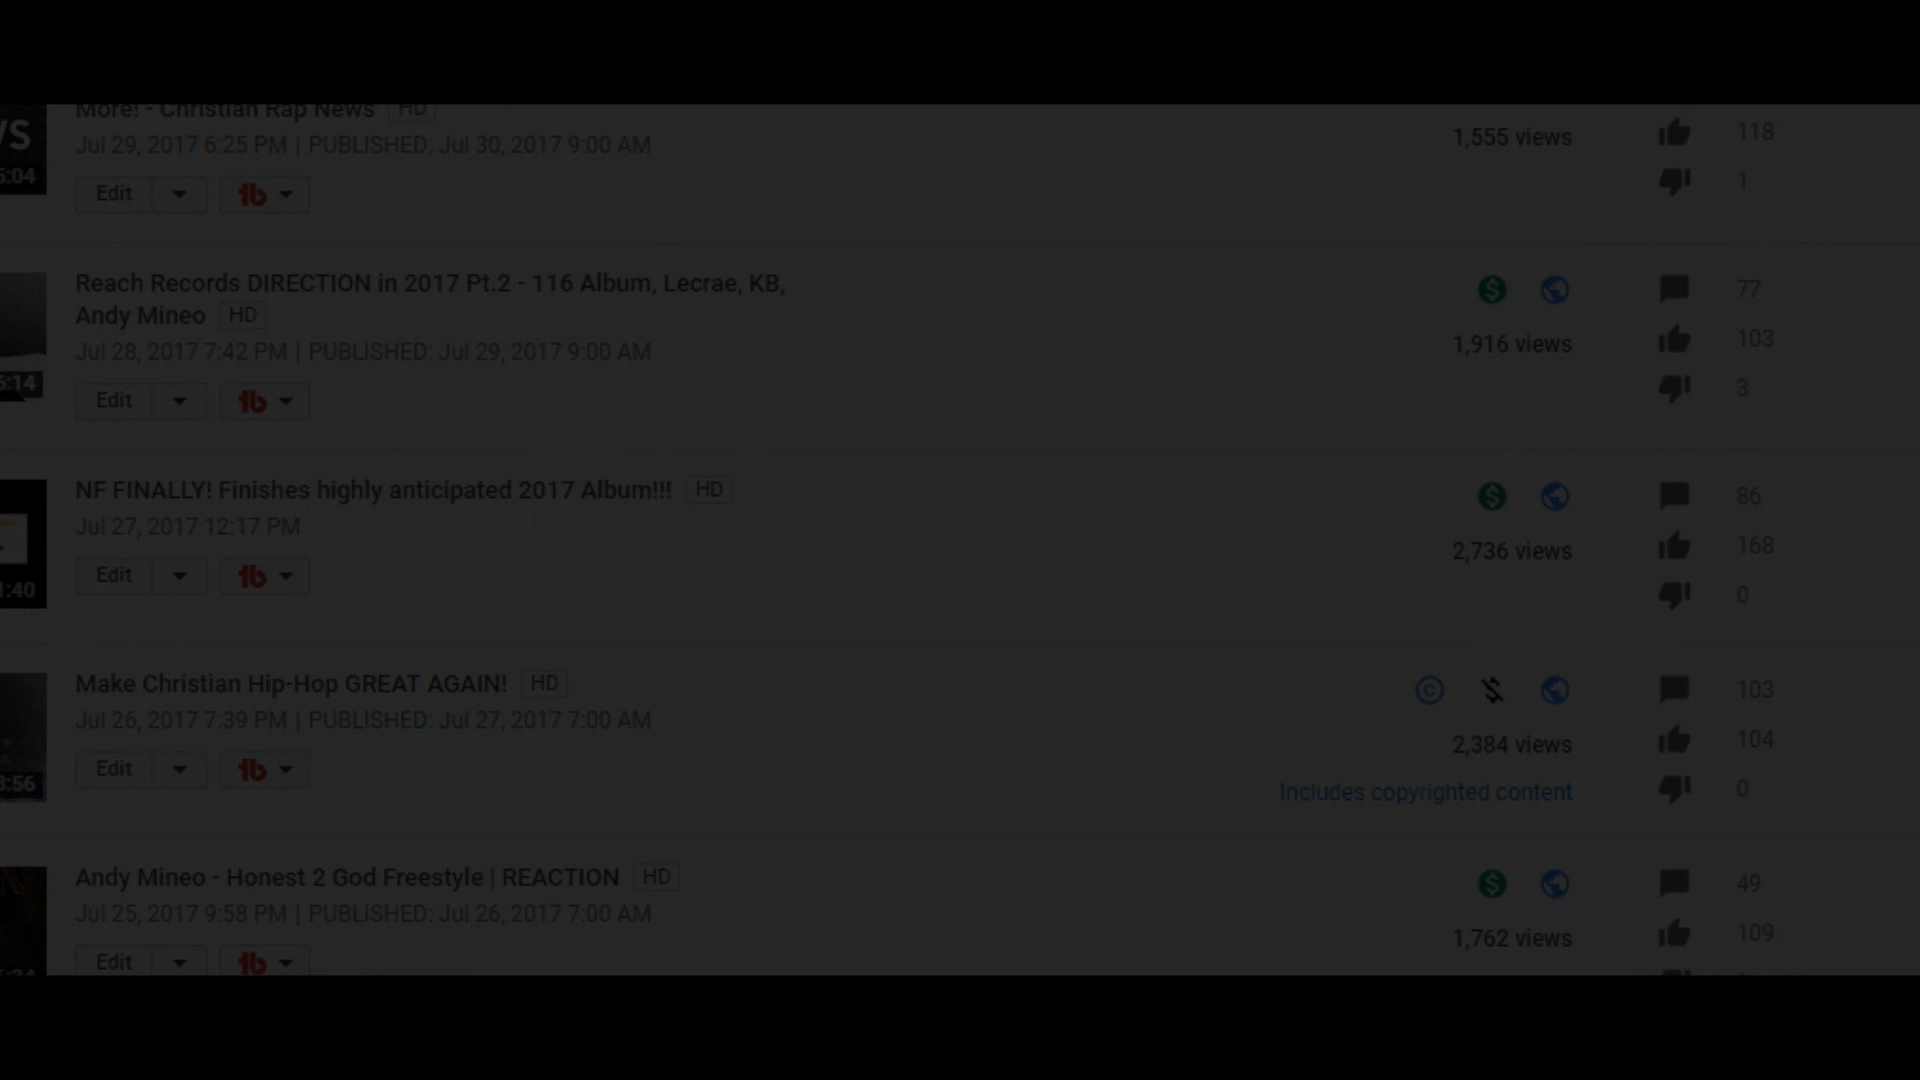 More! - Christian Rap News HD
Jul 29, 2017 6:25 PM | PUBLISHED: Jul 30, 2017 9:00 AM
1,555 views
118
1
5:04
Edit
Reach Records DIRECTION in 2017 Pt.2 - 116 Album, Lecrae, KB,
Andy Mineo HD
Jul 28, 2017 7:42 PM | PUBLISHED: Jul 29, 2017 9:00 AM
77
1,916 views
103
3
:14
Edit
NF FINALLY! Finishes highly anticipated 2017 Album!!! HD
Jul 27, 2017 12:17 PM
86
2,736 views
168
0
:40
Edit
Make Christian Hip-Hop GREAT AGAIN! HD
Jul 26, 2017 7:39 PM | PUBLISHED: Jul 27, 2017 7:00 AM
103
2,384 views
104
Includes copyrighted content
0
:56
Edit
Andy Mineo - Honest 2 God Freestyle | REACTION HD
Jul 25, 2017 9:58 PM | PUBLISHED: Jul 26, 2017 7:00 AM
49
1,762 views
109
Edit